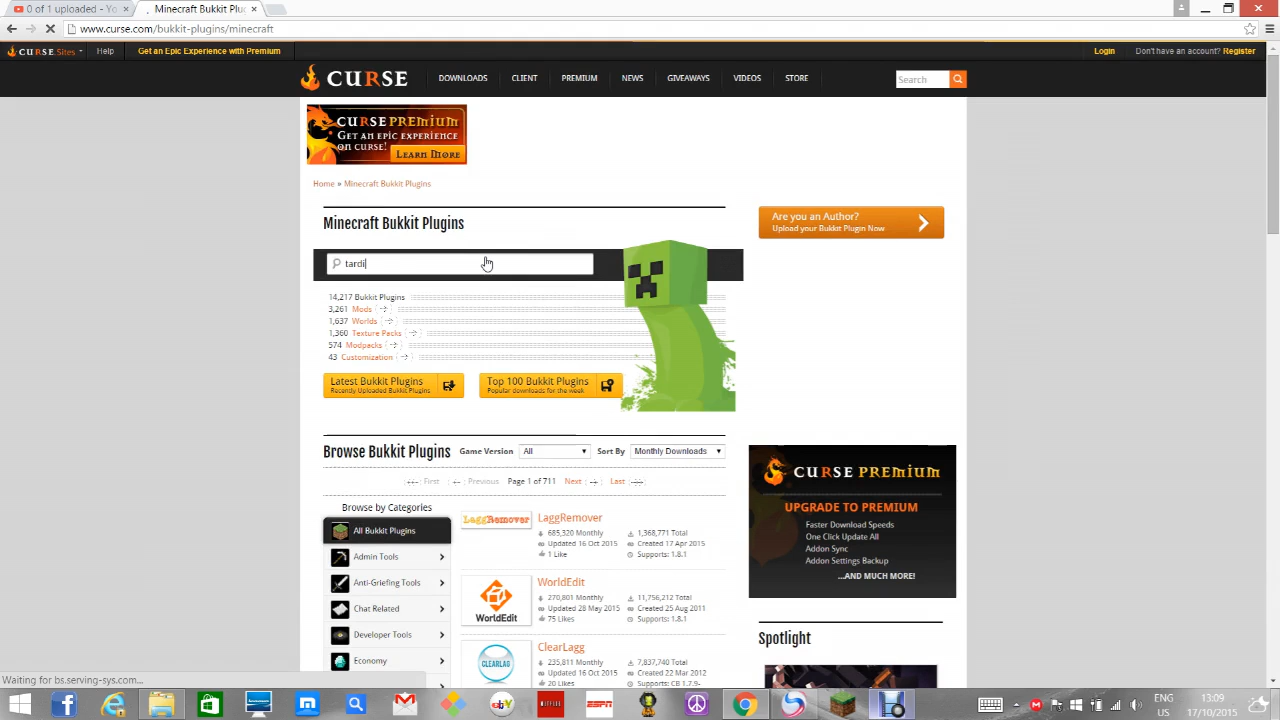 0 of 1 uploaded - Yo
Minecraft Bukkit Plu
www.curse.com/bukkit-plugins/minecraft
CURSE Sites
Help
Get an Epic Experience with Premium
Login
Don't have an account? Register
CURSE
DOWNLOADS
CLIENT
PREMIUM
NEWS
GIVEAWAYS
VIDEOS
STORE
Search
CURSE PREMIUM
GET AN EPIC EXPERIENCE
ON CURSE!
LEARN MORE
Home » Minecraft Bukkit Plugins
Minecraft Bukkit Plugins
Are you an Author?
Upload your Bukkit Plugin Now
tardi
14,217 Bukkit Plugins
3,261 Mods
1,637 Worlds
1,360 Texture Packs
574 Modpacks
43 Customization
Latest Bukkit Plugins
Recently Uploaded Bukkit Plugins
Top 100 Bukkit Plugins
Popular downloads for the week
Browse Bukkit Plugins
Game Version
All
Sort By
Monthly Downloads
First
Previous
Page 1 of 711
Next
Last
Browse by Categories
All Bukkit Plugins
Admin Tools
Anti-Griefing Tools
Chat Related
Developer Tools
Economy
LaggRemover
LaggRemover
685,320 Monthly
1,368,771 Total
Updated 16 Oct 2015
Created 17 Apr 2015
1 Like
Supports: 1.8.1
WorldEdit
WorldEdit
270,801 Monthly
11,756,212 Total
Updated 28 May 2015
Created 25 Aug 2011
75 Likes
Supports: 1.8.1
CLEARLAG
ClearLagg
235,811 Monthly
7,837,740 Total
Updated 16 Oct 2015
Created 22 Mar 2012
20 Likes
Supports: CB 1.7.9-
CURSE PREMIUM
UPGRADE TO PREMIUM
Faster Download Speeds
One Click Update All
Addon Sync
Addon Settings Backup
...AND MUCH MORE!
Spotlight
Waiting for bs.serving-sys.com...
ebY
NETFLIX
ESPN
ENG
US
13:09
17/10/2015